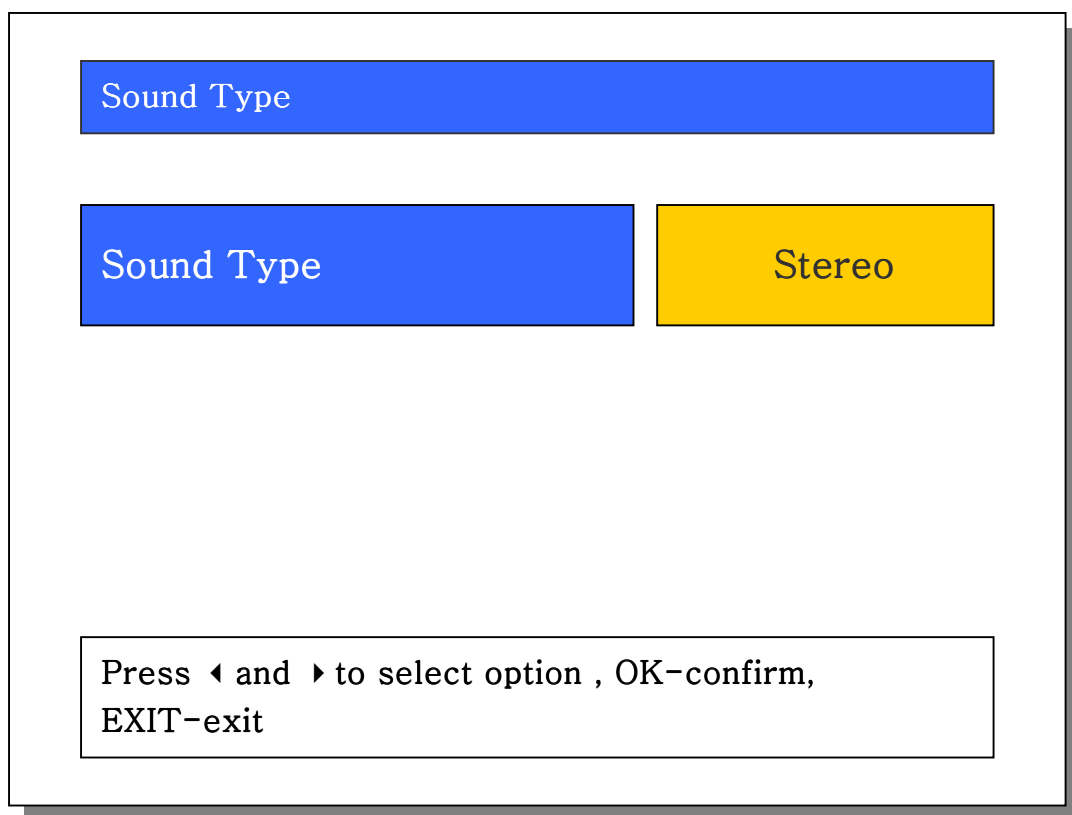 Sound Type
Sound Type
Stereo
Press ◂ and ▸ to select option , OK-confirm,
EXIT-exit